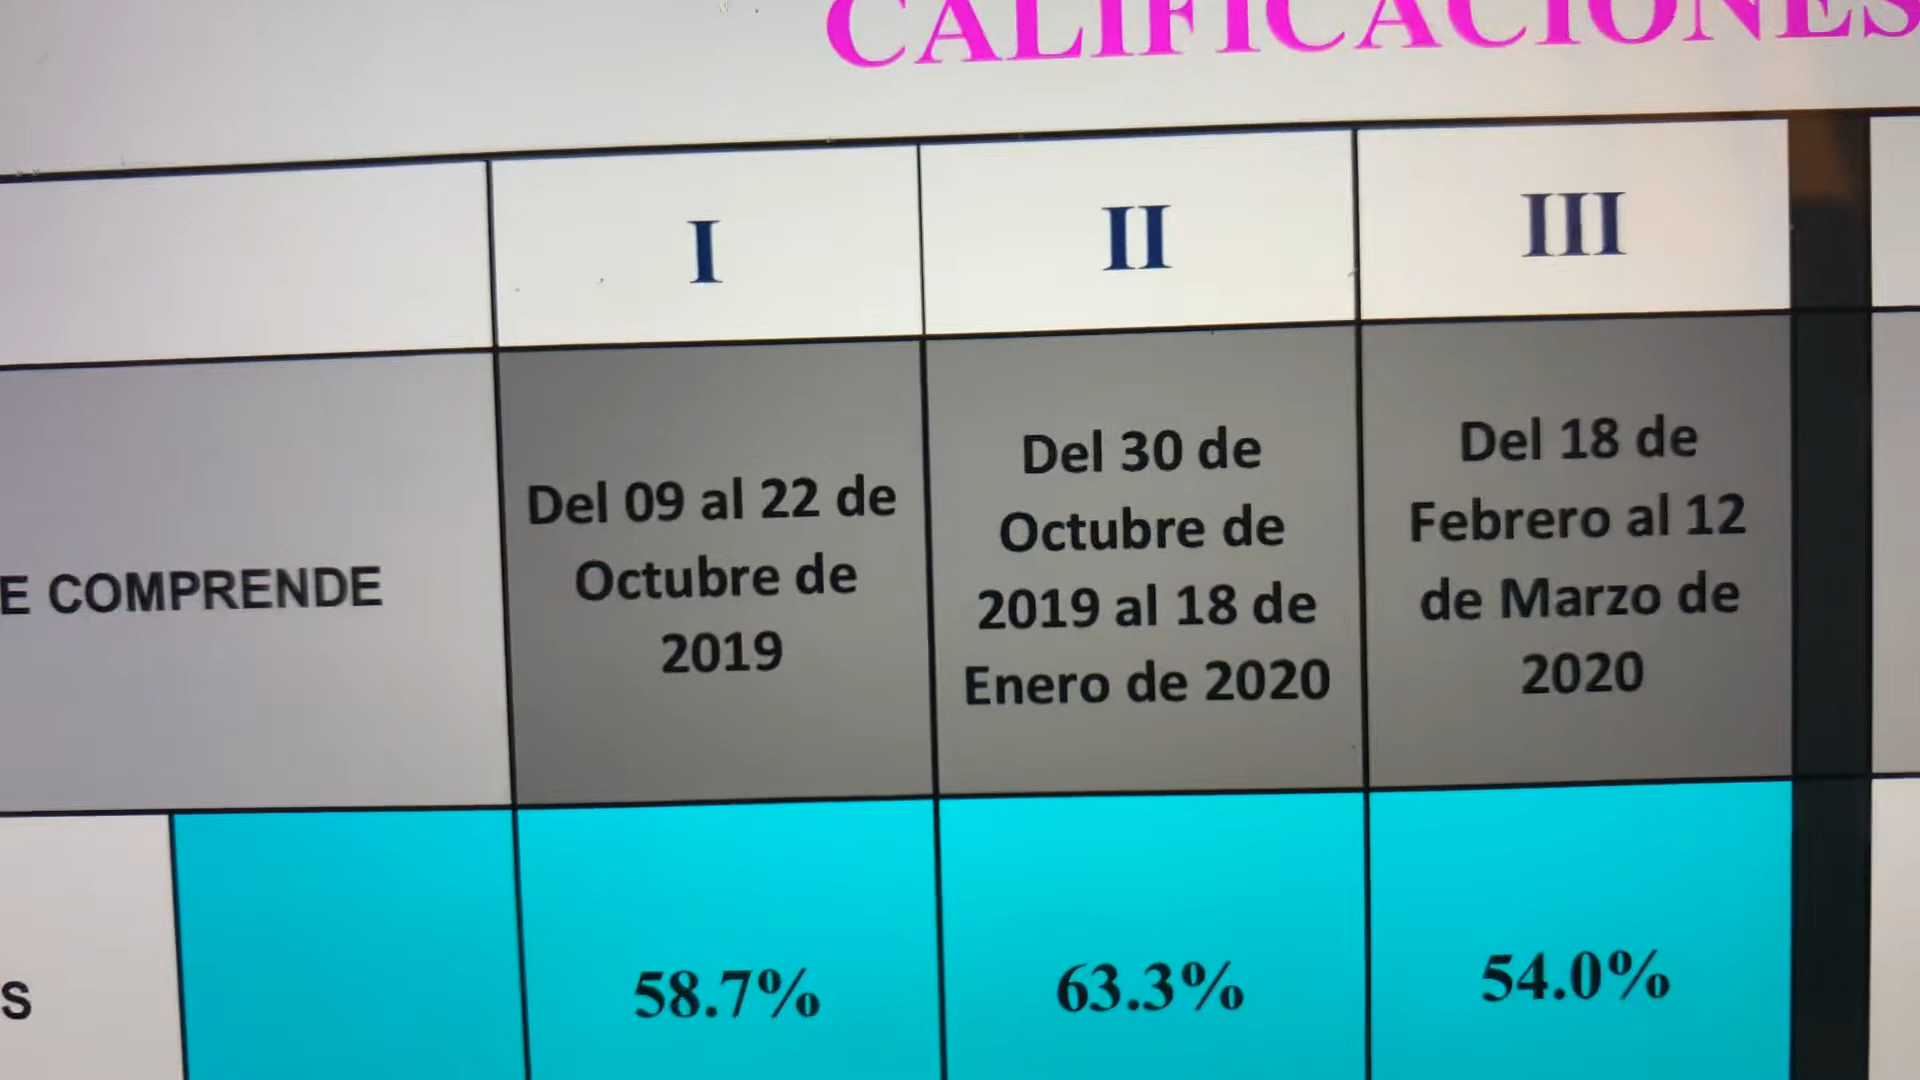 CALIFICACIONES
I
II
III
E COMPRENDE
Del 09 al 22 de
Octubre de
2019
Del 30 de
Octubre de
2019 al 18 de
Enero de 2020
Del 18 de
Febrero al 12
de Marzo de
2020
S
58.7%
63.3%
54.0%